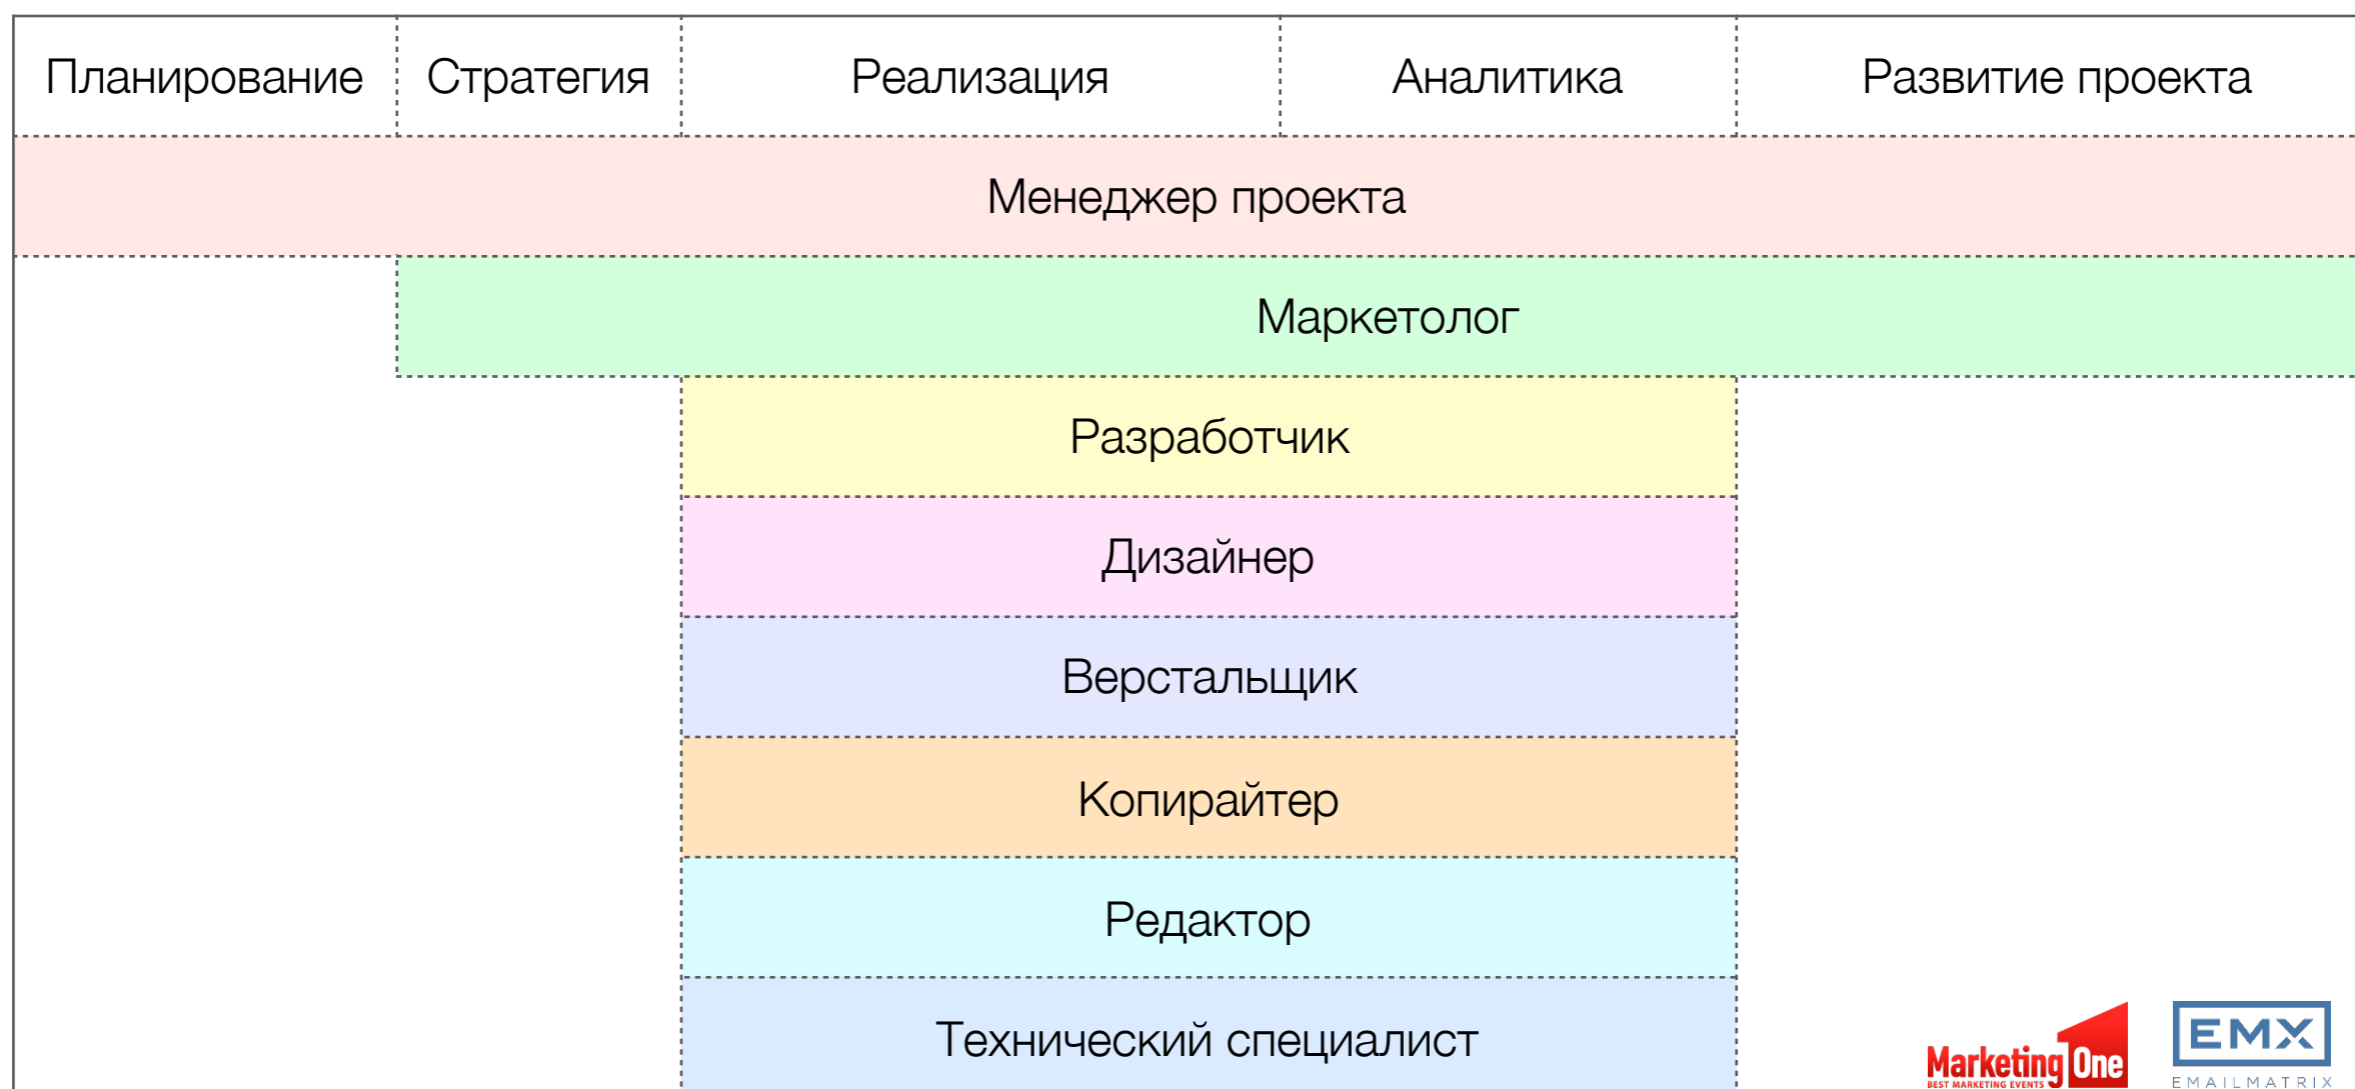 Планирование
Стратегия
Реализация
Аналитика
Развитие проекта
Менеджер проекта
Маркетолог
Разработчик
Дизайнер
Верстальщик
Копирайтер
Редактор
Технический специалист
Marketing One
BEST MARKETING EVENTS
EMX
EMAILMATRIX